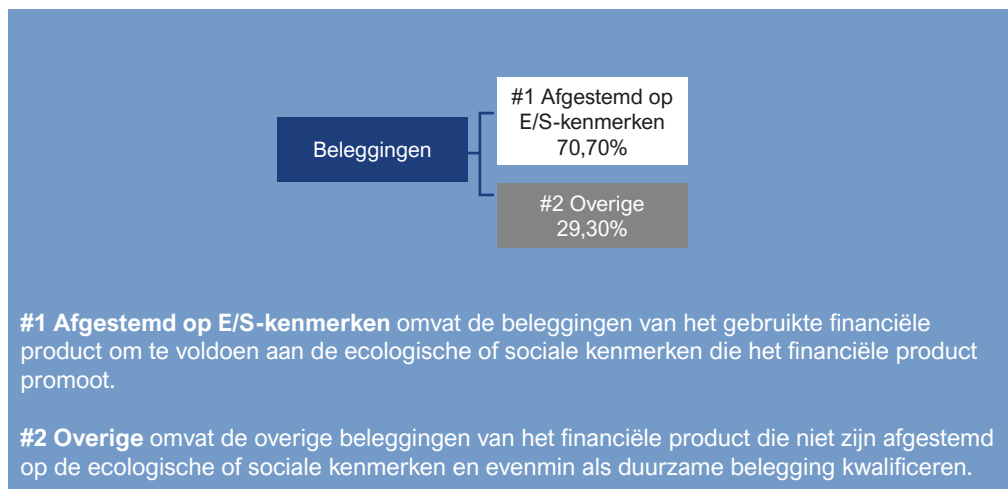 #1 Afgestemd op
E/S-kenmerken
70,70%
Beleggingen
#2 Overige
29,30%
#1 Afgestemd op E/S-kenmerken omvat de beleggingen van het gebruikte financiële
product om te voldoen aan de ecologische of sociale kenmerken die het financiële product
promoot.
#2 Overige omvat de overige beleggingen van het financiële product die niet zijn afgestemd
op de ecologische of sociale kenmerken en evenmin als duurzame belegging kwalificeren.